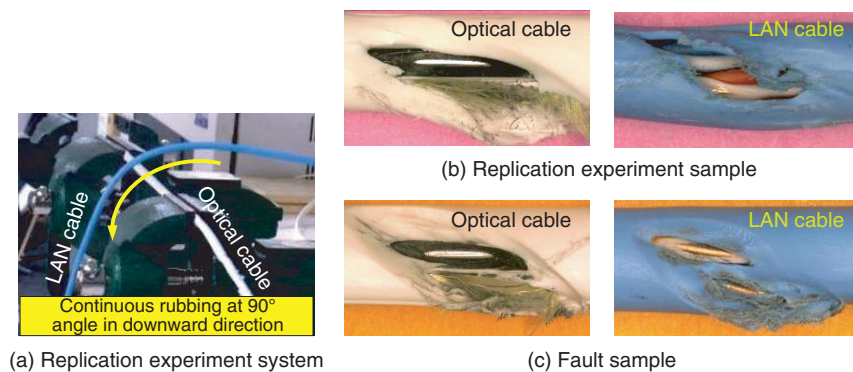 Optical cable
LAN cable
(b) Replication experiment sample
LAN cable
Optical cable
Continuous rubbing at 90°
angle in downward direction
(a) Replication experiment system
Optical cable
LAN cable
(c) Fault sample